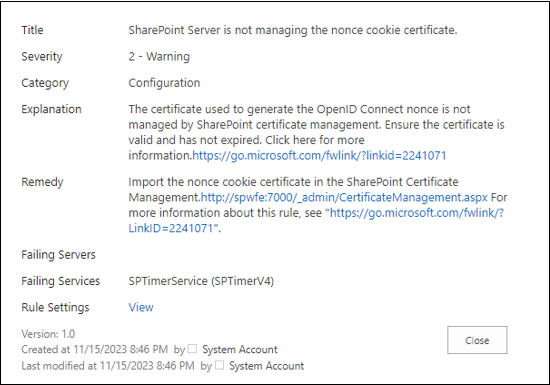 Title SharePoint Server is not managing the nonce cookie certificate.
Severity 2 - Warning
Category Configuration
Explanation The certificate used to generate the OpenID Connect nonce is not
managed by SharePoint certificate management. Ensure the certificate is
valid and has not expired. Click here for more
information.https://go.microsoft.com/fwlink/?linkid=2241071
Remedy Import the nonce cookie certificate in the SharePoint Certificate
Management.http://spwfe:7000/_admin/CertificateManagement.aspx For
more information about this rule, see "https://go.microsoft.com/fwlink/?
LinkID=2241071".
Failing Servers
Failing Services SPTimerService (SPTimerV4)
Rule Settings View
Version: 1.0
Created at 11/15/2023 8:46 PM by System Account
Close
Last modified at 11/15/2023 8:46 PM by System Account